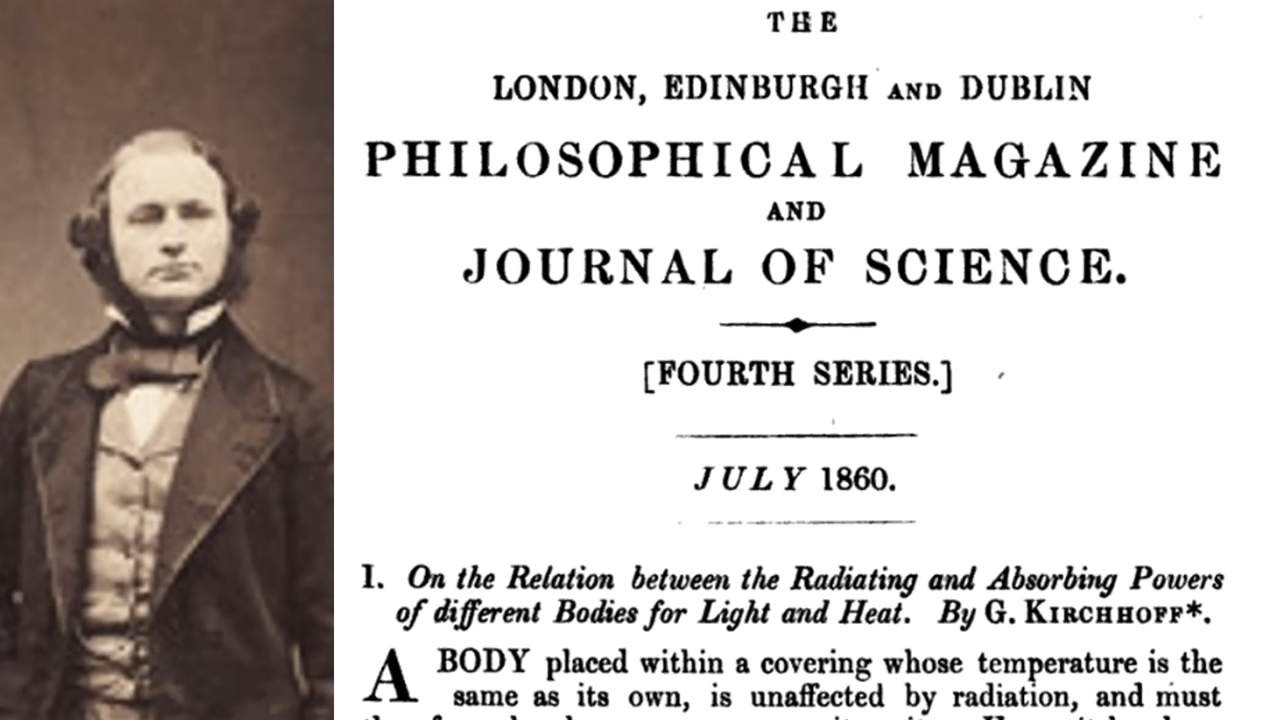 THE
LONDON, EDINBURGH AND DUBLIN
PHILOSOPHICAL MAGAZINE
AND
JOURNAL OF SCIENCE.
[FOURTH SERIES.]
JULY 1860.
I. On the Relation between the Radiating and Absorbing Powers
of different Bodies for Light and Heat. By G. KIRCHHOFF*.
A BODY placed within a covering whose temperature is the
same as its own, is unaffected by radiation, and must